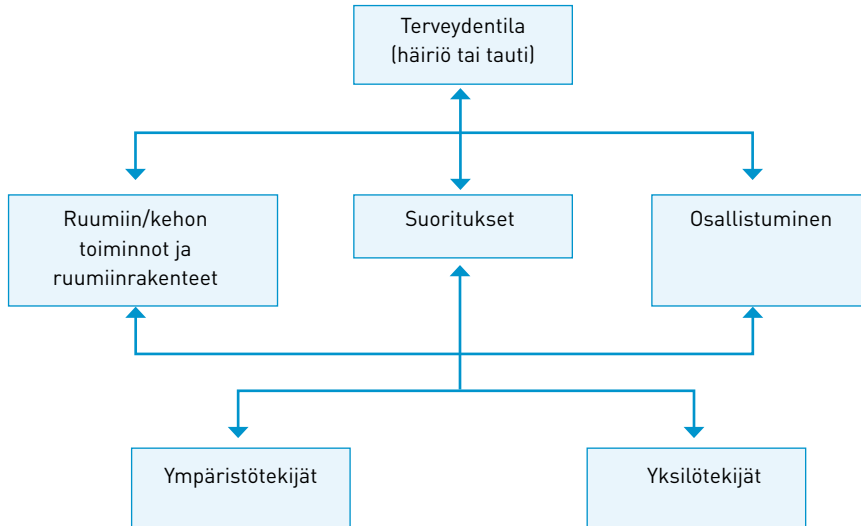 Terveydentila
(häiriö tai tauti)
Ruumiin/kehon
toiminnot ja
ruumiinrakenteet
Suoritukset
Osallistuminen
Ympäristötekijät
Yksilötekijät